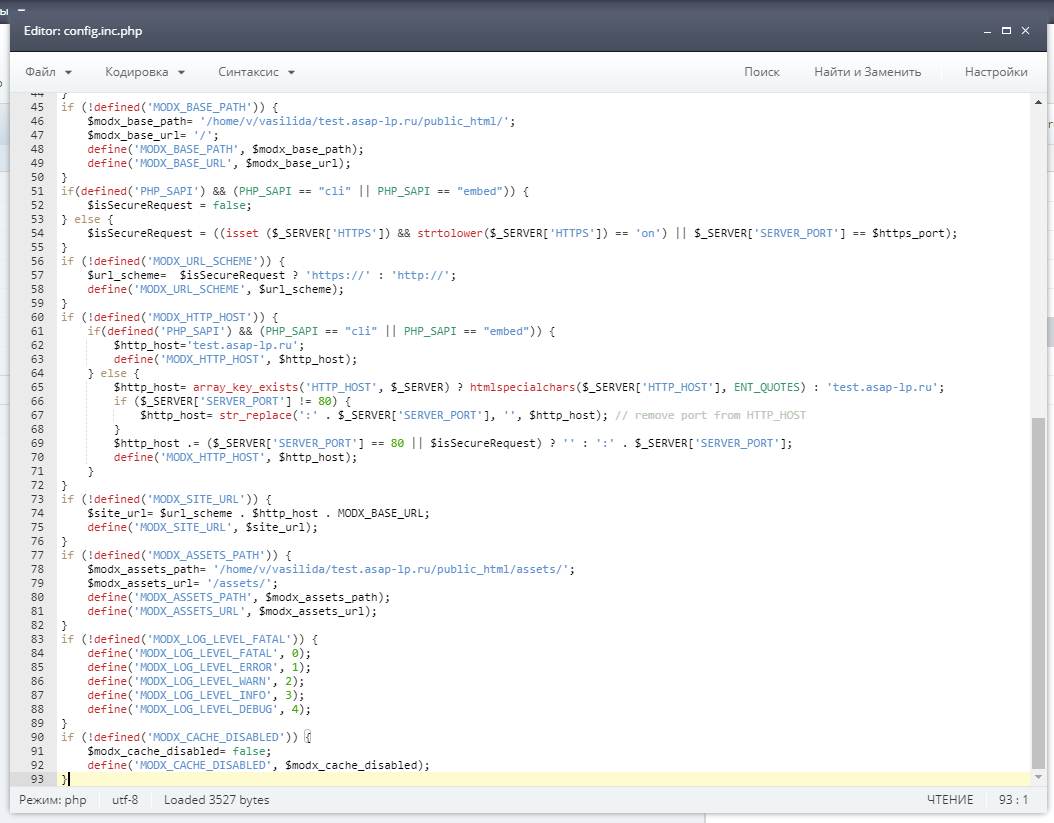 ы
Editor: config.inc.php
Файл Кодировка Синтаксис Поиск Найти и Заменить Настройки
44 }
45 if (!defined('MODX_BASE_PATH')) {
46 $modx_base_path= '/home/v/vasilida/test.asap-lp.ru/public_html/';
47 $modx_base_url= '/';
48 define('MODX_BASE_PATH', $modx_base_path);
49 define('MODX_BASE_URL', $modx_base_url);
50 }
51 if(defined('PHP_SAPI') && (PHP_SAPI == "cli" || PHP_SAPI == "embed")) {
52 $isSecureRequest = false;
53 } else {
54 $isSecureRequest = ((isset ($_SERVER['HTTPS']) && strtolower($_SERVER['HTTPS']) == 'on') || $_SERVER['SERVER_PORT'] == $https_port);
55 }
56 if (!defined('MODX_URL_SCHEME')) {
57 $url_scheme=  $isSecureRequest ? 'https://' : 'http://';
58 define('MODX_URL_SCHEME', $url_scheme);
59 }
60 if (!defined('MODX_HTTP_HOST')) {
61 if(defined('PHP_SAPI') && (PHP_SAPI == "cli" || PHP_SAPI == "embed")) {
62 $http_host='test.asap-lp.ru';
63 define('MODX_HTTP_HOST', $http_host);
64 } else {
65 $http_host= array_key_exists('HTTP_HOST', $_SERVER) ? htmlspecialchars($_SERVER['HTTP_HOST'], ENT_QUOTES) : 'test.asap-lp.ru';
66 if ($_SERVER['SERVER_PORT'] != 80) {
67 $http_host= str_replace(':' . $_SERVER['SERVER_PORT'], '', $http_host); // remove port from HTTP_HOST
68 }
69 $http_host .= ($_SERVER['SERVER_PORT'] == 80 || $isSecureRequest) ? '' : ':' . $_SERVER['SERVER_PORT'];
70 define('MODX_HTTP_HOST', $http_host);
71 }
72 }
73 if (!defined('MODX_SITE_URL')) {
74 $site_url= $url_scheme . $http_host . MODX_BASE_URL;
75 define('MODX_SITE_URL', $site_url);
76 }
77 if (!defined('MODX_ASSETS_PATH')) {
78 $modx_assets_path= '/home/v/vasilida/test.asap-lp.ru/public_html/assets/';
79 $modx_assets_url= '/assets/';
80 define('MODX_ASSETS_PATH', $modx_assets_path);
81 define('MODX_ASSETS_URL', $modx_assets_url);
82 }
83 if (!defined('MODX_LOG_LEVEL_FATAL')) {
84 define('MODX_LOG_LEVEL_FATAL', 0);
85 define('MODX_LOG_LEVEL_ERROR', 1);
86 define('MODX_LOG_LEVEL_WARN', 2);
87 define('MODX_LOG_LEVEL_INFO', 3);
88 define('MODX_LOG_LEVEL_DEBUG', 4);
89 }
90 if (!defined('MODX_CACHE_DISABLED')) {
91 $modx_cache_disabled= false;
92 define('MODX_CACHE_DISABLED', $modx_cache_disabled);
93 }
Режим: php utf-8 Loaded 3527 bytes ЧТЕНИЕ 93 : 1